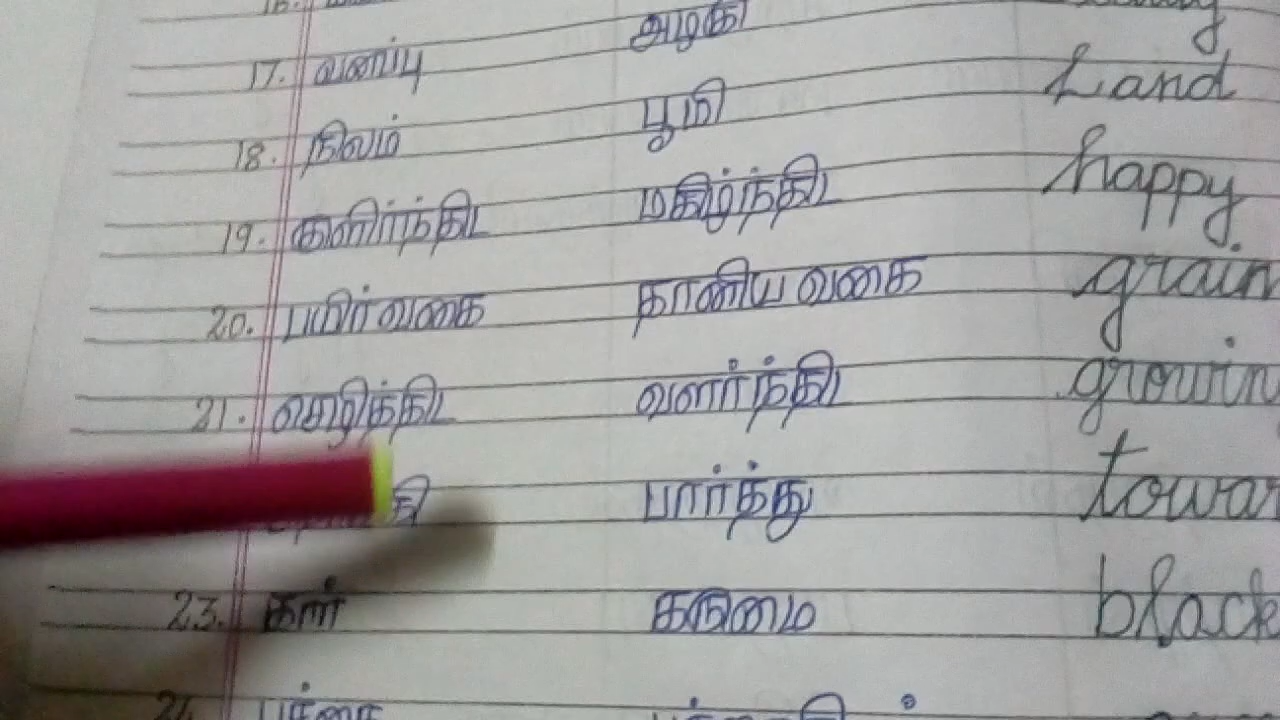 17. வனப்பு அழகு
18. நிலம் பூமி Land
19. குளிர்ந்திட மகிழ்ந்திட happy
20. பயிர்வகை தானிய வகை grain
21. செழித்திட வளர்ந்திட growin
பார்த்து towar
23. கார் கருமை black